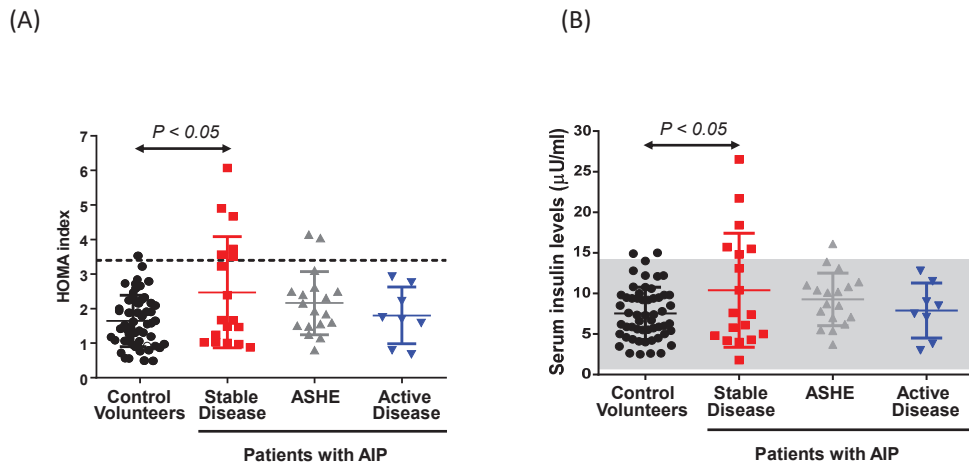 (A)
(B)
P < 0.05
HOMA index
7
6
5
4
3
2
1
0
Control
Volunteers
Stable
Disease
ASHE
Active
Disease
Patients with AIP
P < 0.05
Serum insulin levels (μU/ml)
30
25
20
15
10
5
0
Control
Volunteers
Stable
Disease
ASHE
Active
Disease
Patients with AIP